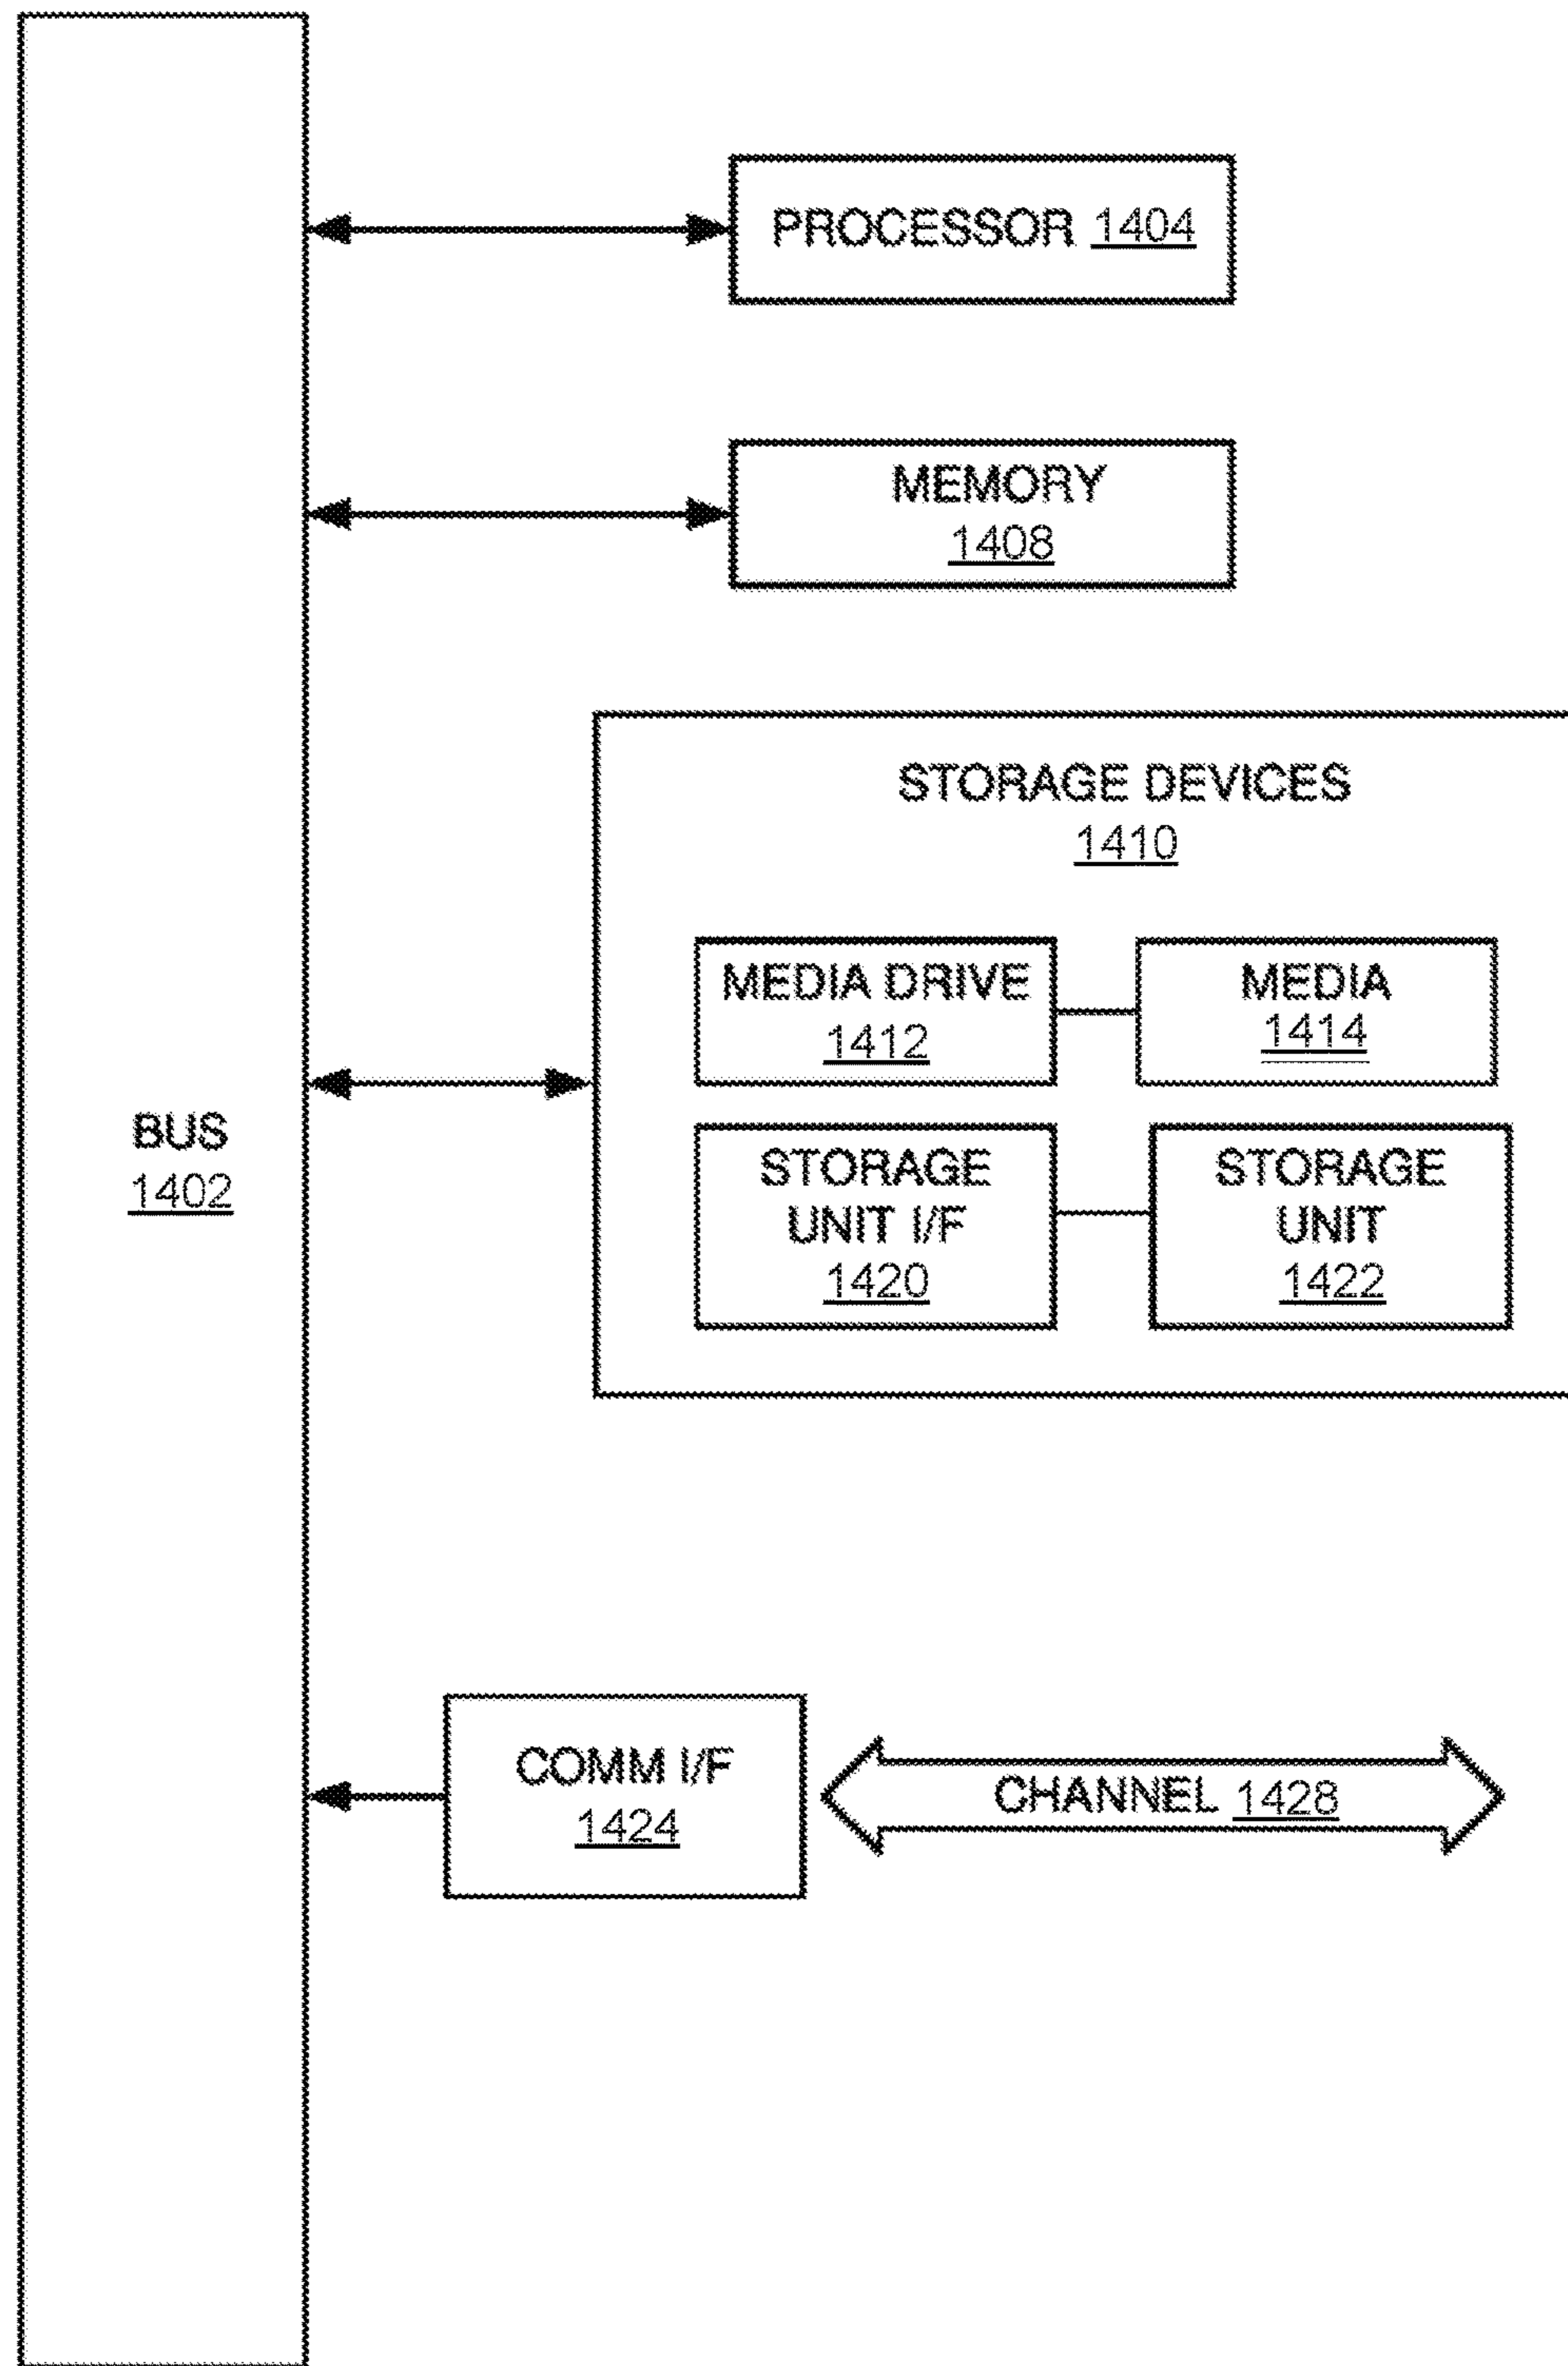 PROCESSOR 1404
MEMORY
1408
STORAGE DEVICES
1410
MEDIA DRIVE
1412
MEDIA
1414
BUS
1402
STORAGE
UNIT I/F
1420
STORAGE
UNIT
1422
COMM I/F
1424
CHANNEL 1428